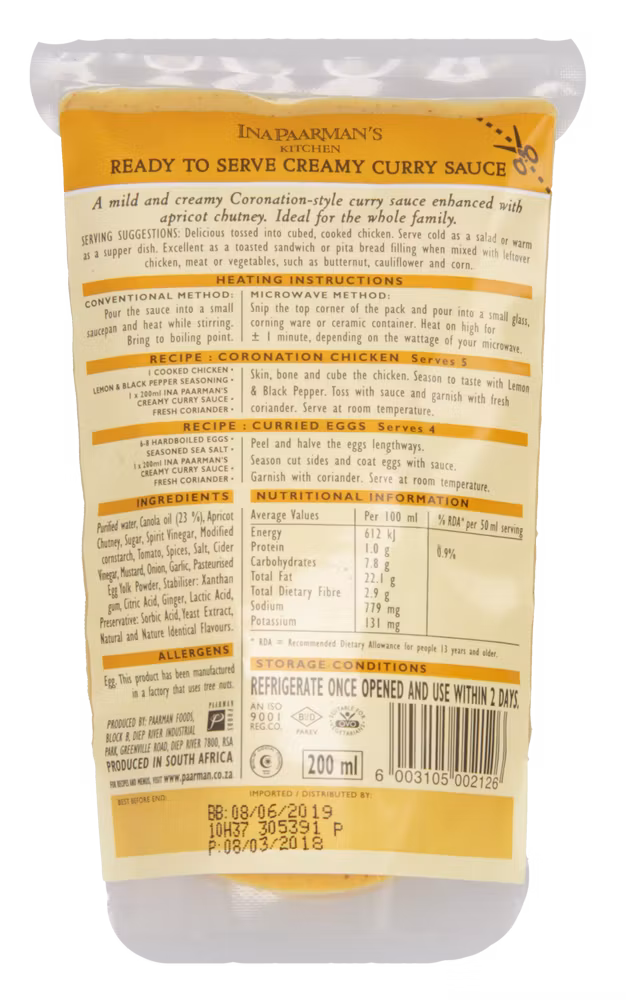 INA PAARMAN'S
KITCHEN
READY TO SERVE CREAMY CURRY SAUCE
A mild and creamy Coronation-style curry sauce enhanced with
apricot chutney. Ideal for the whole family.
SERVING SUGGESTIONS: Delicious tossed into cubed, cooked chicken. Serve cold as a salad or warm
as a supper dish. Excellent as a toasted sandwich or pita bread filling when mixed with leftover
chicken, meat or vegetables, such as butternut, cauliflower and corn.
HEATING INSTRUCTIONS
CONVENTIONAL METHOD:
Pour the sauce into a small
saucepan and heat while stirring.
Bring to boiling point.
MICROWAVE METHOD:
Snip the top corner of the pack and pour into a small glass,
corning ware or ceramic container. Heat on high for
± 1 minute, depending on the wattage of your microwave.
RECIPE : CORONATION CHICKEN Serves 5
1 COOKED CHICKEN •
LEMON & BLACK PEPPER SEASONING •
1 x 200ml INA PAARMAN'S
CREAMY CURRY SAUCE •
FRESH CORIANDER •
Skin, bone and cube the chicken. Season to taste with Lemon
& Black Pepper. Toss with sauce and garnish with fresh
coriander. Serve at room temperature.
RECIPE : CURRIED EGGS Serves 4
6-8 HARDBOILED EGGS •
SEASONED SEA SALT •
1 x 200ml INA PAARMAN'S
CREAMY CURRY SAUCE •
FRESH CORIANDER •
Peel and halve the eggs lengthways.
Season cut sides and coat eggs with sauce.
Garnish with coriander. Serve at room temperature.
INGREDIENTS
Purified water, Canola oil (23 %), Apricot
Chutney, Sugar, Spirit Vinegar, Modified
cornstarch, Tomato, Spices, Salt, Cider
Vinegar, Mustard, Onion, Garlic, Pasteurised
Egg Yolk Powder, Stabiliser: Xanthan
gum, Citric Acid, Ginger, Lactic Acid,
Preservative: Sorbic Acid, Yeast Extract,
Natural and Nature Identical Flavours.
ALLERGENS
Egg. This product has been manufactured
in a factory that uses tree nuts.
NUTRITIONAL INFORMATION
Average Values Per 100 ml % RDA* per 50 ml serving
Energy 612 kJ
Protein 1.0 g 0.9%
Carbohydrates 7.8 g
Total Fat 22.1 g
Total Dietary Fibre 2.9 g
Sodium 779 mg
Potassium 131 mg
* RDA = Recommended Dietary Allowance for people 13 years and older.
STORAGE CONDITIONS
REFRIGERATE ONCE OPENED AND USE WITHIN 2 DAYS.
PAARMAN
FOODS
PRODUCED BY: PAARMAN FOODS,
BLOCK B, DIEP RIVER INDUSTRIAL
PARK, GREENVILLE ROAD, DIEP RIVER 7800, RSA
PRODUCED IN SOUTH AFRICA
FOR RECIPES AND MENUS, VISIT www.paarman.co.za
AN ISO
9001
REG.CO.
PAREV
SUITABLE FOR
OVO
VEGETARIAN
200 ml
6 003105 002126
BEST BEFORE END:
IMPORTED / DISTRIBUTED BY:
BB:08/06/2019
10H37 305391 P
P:08/03/2018